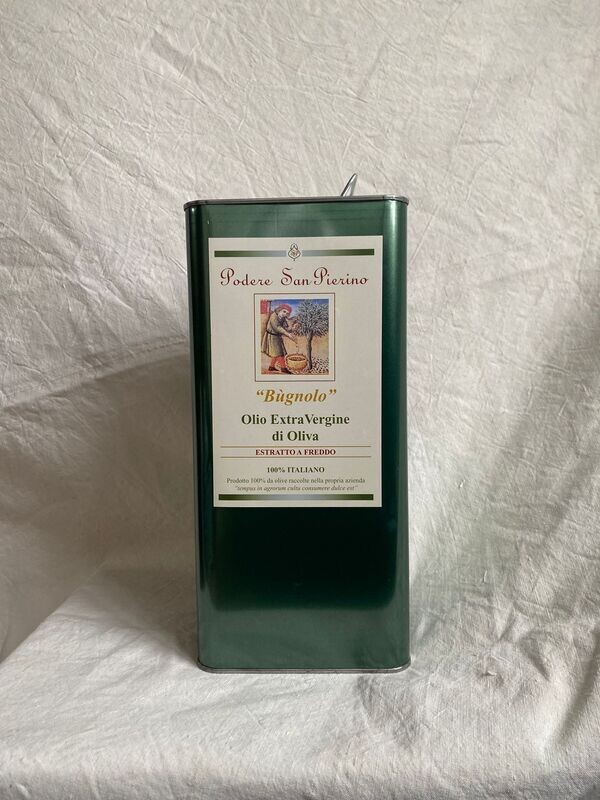 Podere San Pierino
“Bùgnolo”
Olio ExtraVergine
di Oliva
ESTRATTO A FREDDO
100% ITALIANO
Prodotto 100% da olive raccolte nella propria azienda
"tempus in agrorum cultu consumere dulce est"